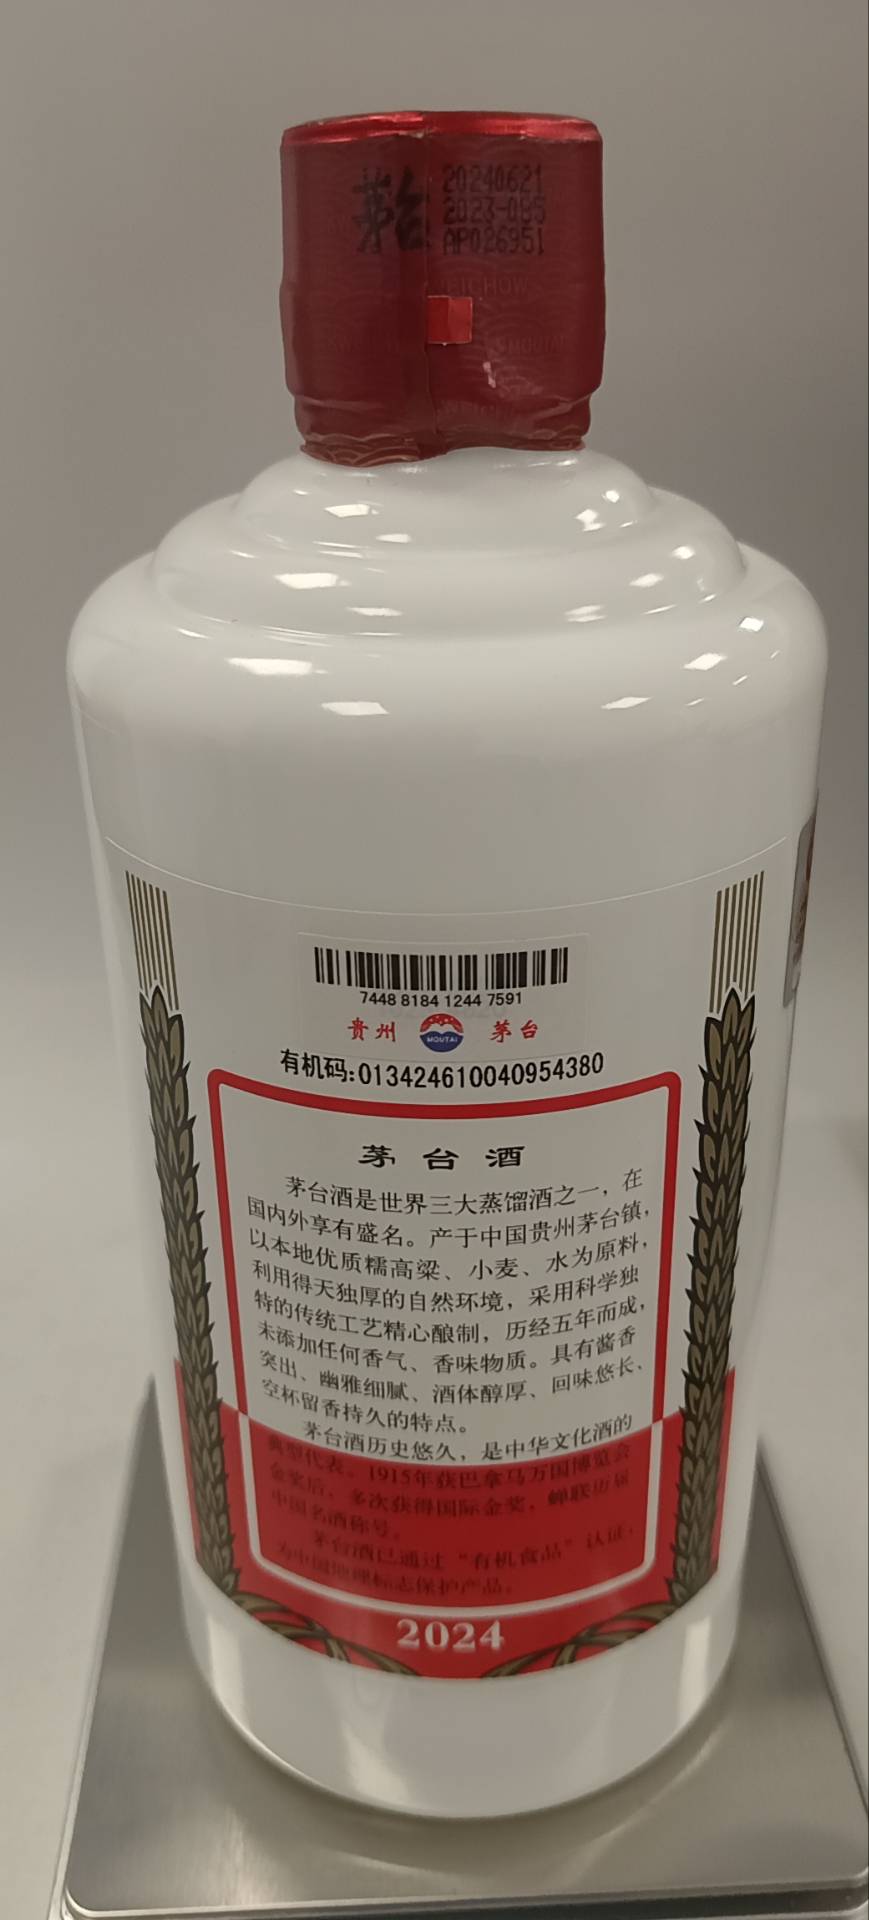 茅台
20240621
2023-095
AP026951
WEICHOW
MOUTAI
7448 8184 1244 7591
贵州 MOUTAI 茅台
有机码:01342461004095​4380
茅台酒
茅台酒是世界三大蒸馏酒之一，在
国内外享有盛名。产于中国贵州茅台镇，
以本地优质糯高粱、小麦、水为原料，
利用得天独厚的自然环境，采用科学独
特的传统工艺精心酿制，历经五年而成，
未添加任何香气、香味物质。具有酱香
突出、幽雅细腻、酒体醇厚、回味悠长、
空杯留香持久的特点。
茅台酒历史悠久，是中华文化酒的
典型代表。1915年获巴拿马万国博览会
金奖后，多次获得国际金奖，蝉联历届
中国名酒称号。
茅台酒已通过“有机食品”认证，
为中国地理标志保护产品。
2024